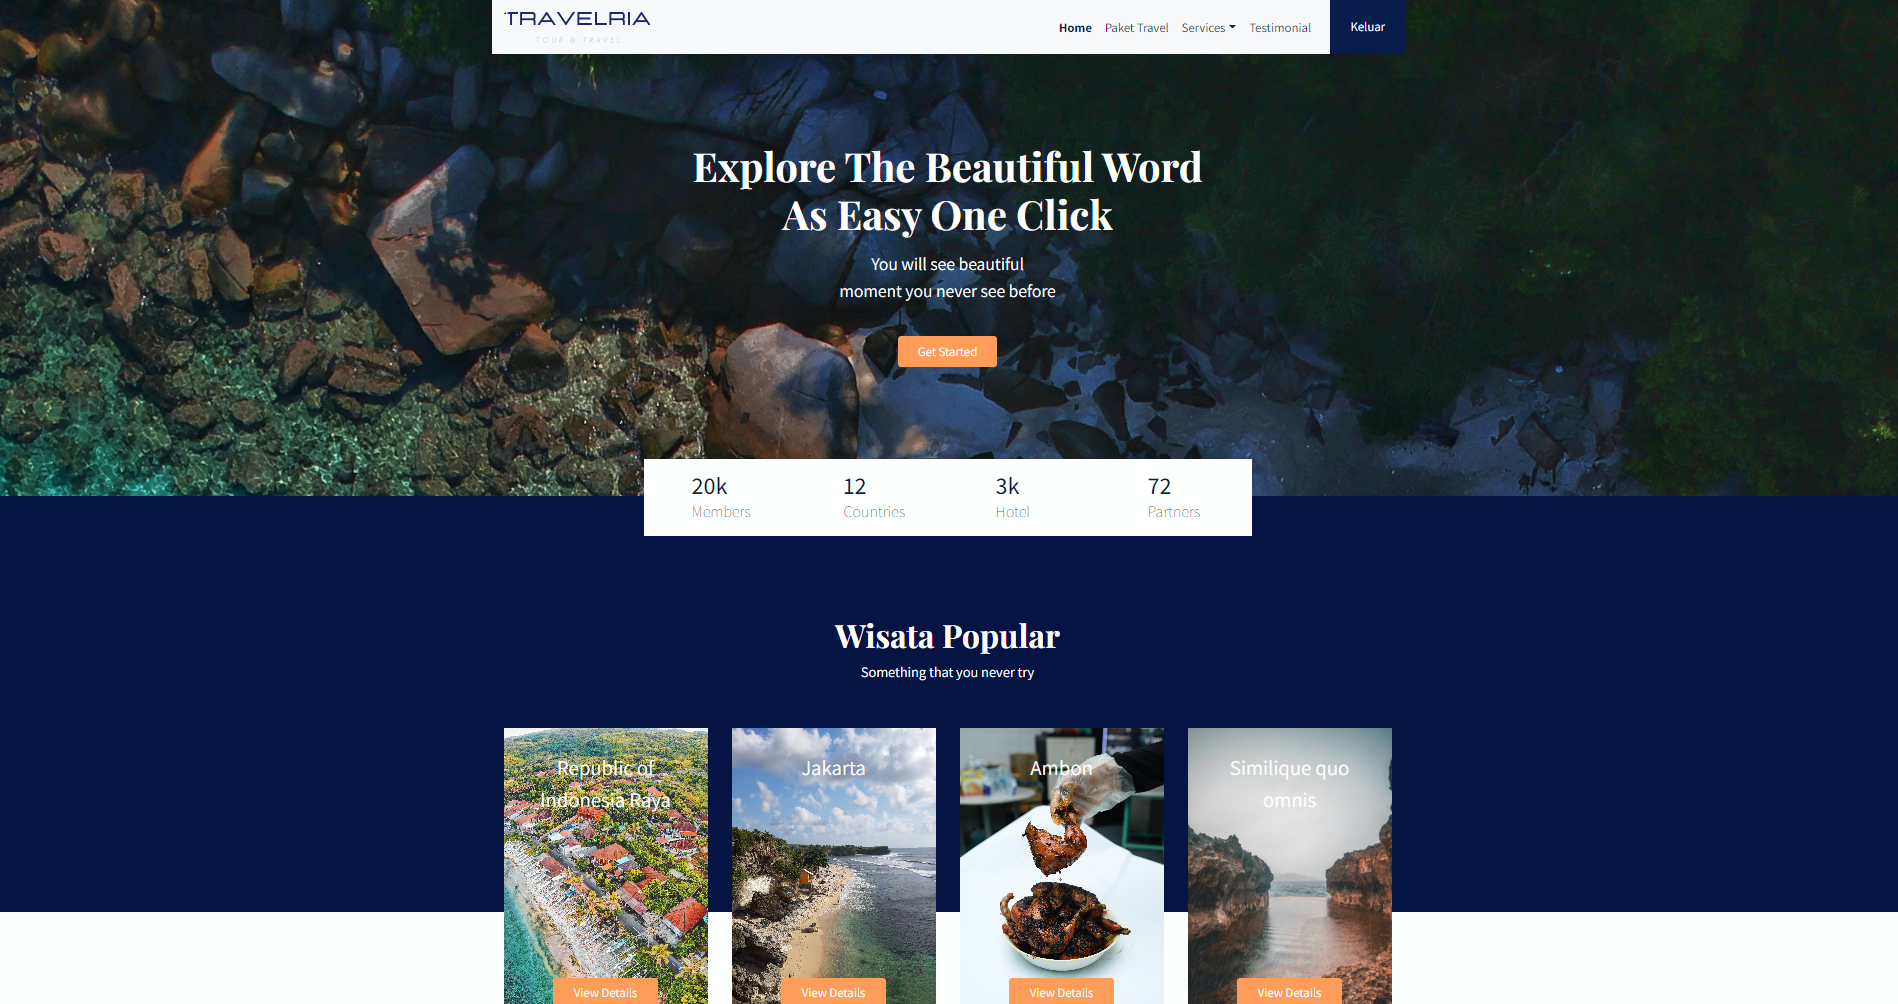 TRAVELRIA
TOUR & TRAVEL
Home Paket Travel Services Testimonial Keluar
Explore The Beautiful Word
As Easy One Click
You will see beautiful
moment you never see before
Get Started
20k 12 3k 72
Members Countries Hotel Partners
Wisata Popular
Something that you never try
Republic of
Indonesia Raya
Jakarta
Ambon
Similique quo
omnis
View Details View Details View Details View Details